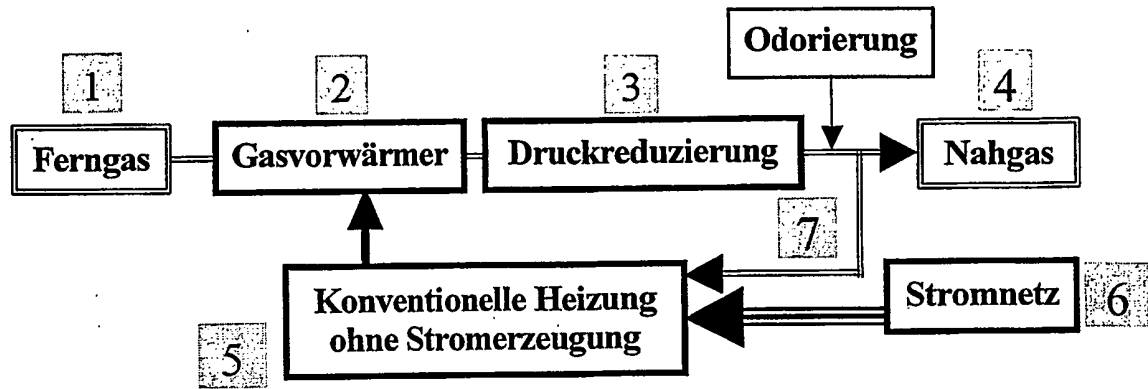 Odorierung
1
2
3
4
Ferngas
Gasvorwärmer
Druckreduzierung
Nahgas
7
Konventionelle Heizung
ohne Stromerzeugung
Stromnetz
6
5